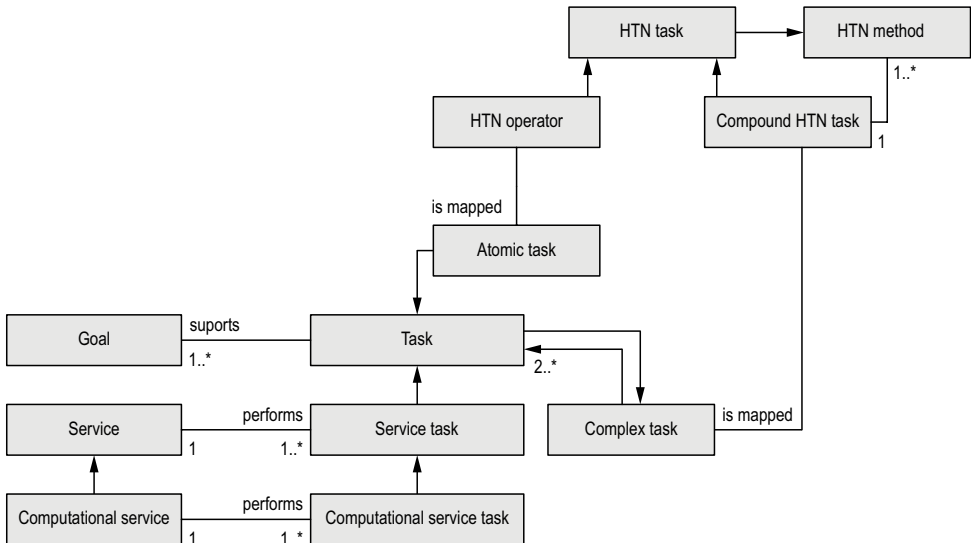 HTN task
HTN method
1..*
HTN operator
Compound HTN task
1
is mapped
Atomic task
Goal
suports
1..*
Task
2..*
Service
performs
1
1..*
Service task
Complex task
is mapped
Computational service
performs
1
1..*
Computational service task